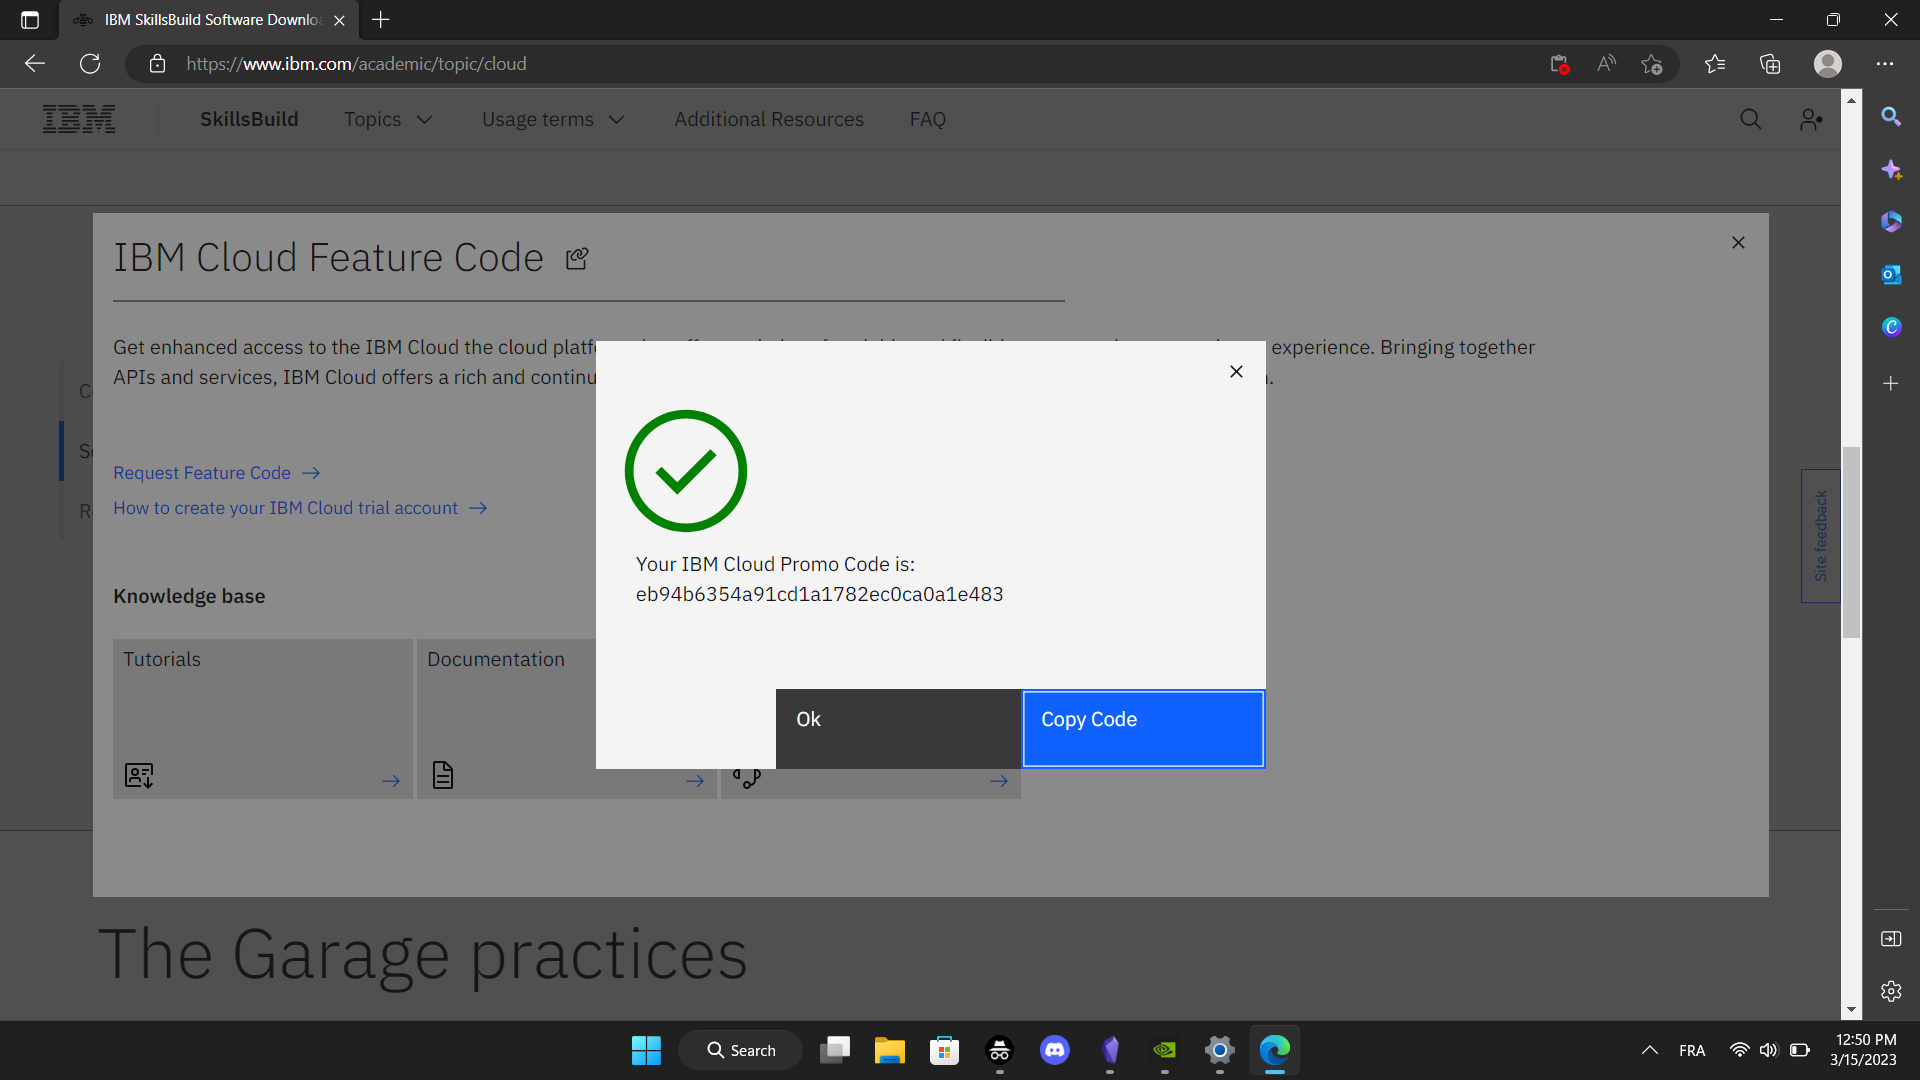 IBM SkillsBuild Software Downlo
https://www.ibm.com/academic/topic/cloud
IBM
SkillsBuild
Topics
Usage terms
Additional Resources
FAQ
IBM Cloud Feature Code
Get enhanced access to the IBM Cloud the cloud platf
experience. Bringing together
APIs and services, IBM Cloud offers a rich and continu
Request Feature Code
How to create your IBM Cloud trial account
Knowledge base
Tutorials
Documentation
Your IBM Cloud Promo Code is:
eb94b6354a91cd1a1782ec0ca0a1e483
Ok
Copy Code
Site feedback
The Garage practices
Search
FRA
12:50 PM
3/15/2023